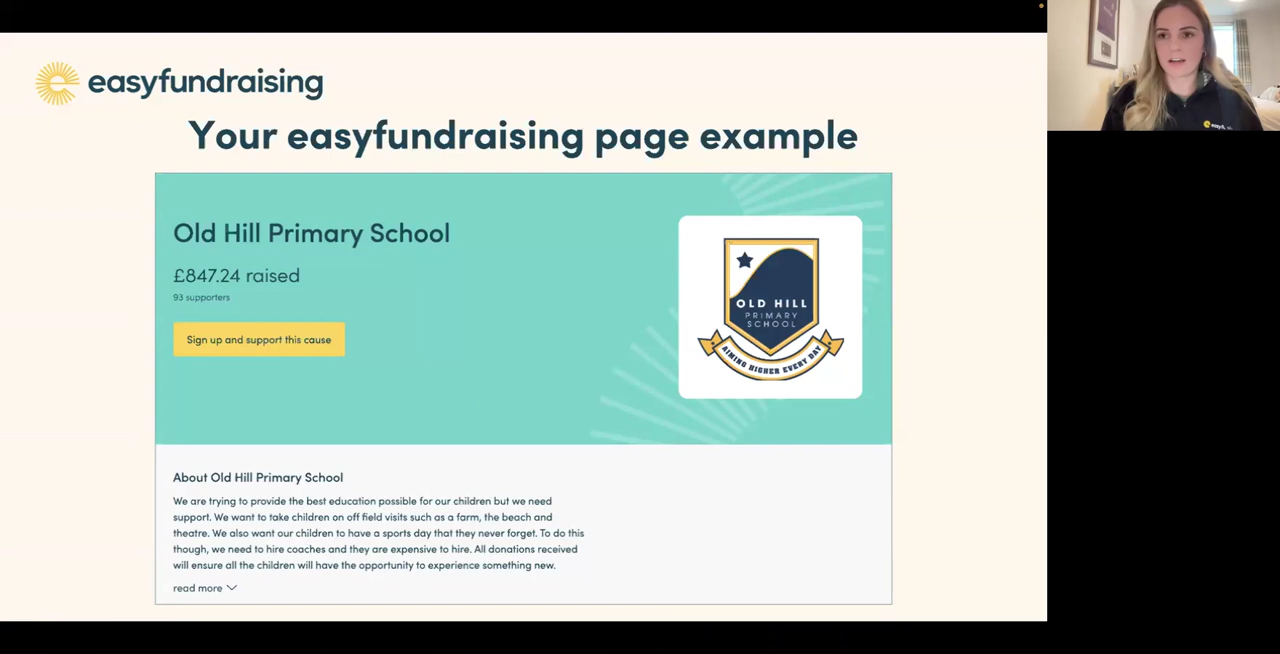 easyfundraising
Your easyfundraising page example
Old Hill Primary School
£847.24 raised
93 supporters
Sign up and support this cause
OLD HILL
PRIMARY
SCHOOL
AIMING HIGHER EVERY DAY
About Old Hill Primary School
We are trying to provide the best education possible for our children but we need
support. We want to take children on off field visits such as a farm, the beach and
theatre. We also want our children to have a sports day that they never forget. To do this
though, we need to hire coaches and they are expensive to hire. All donations received
will ensure all the children will have the opportunity to experience something new.
read more